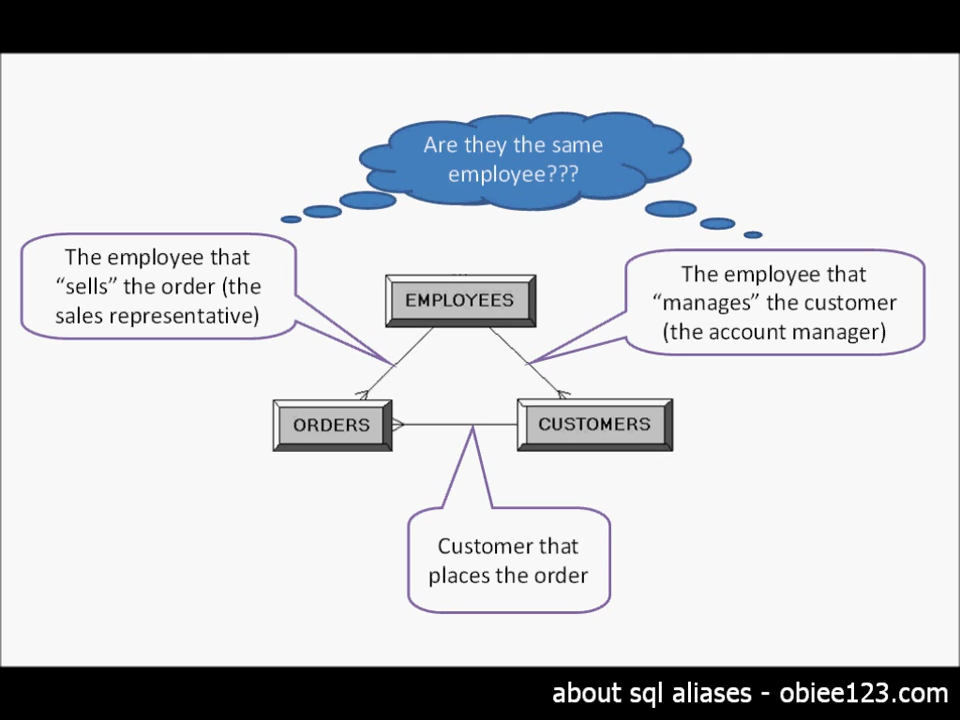 Are they the same
employee???
The employee that
“sells” the order (the
sales representative)
EMPLOYEES
The employee that
“manages” the customer
(the account manager)
ORDERS
CUSTOMERS
Customer that
places the order
about sql aliases - obiee123.com